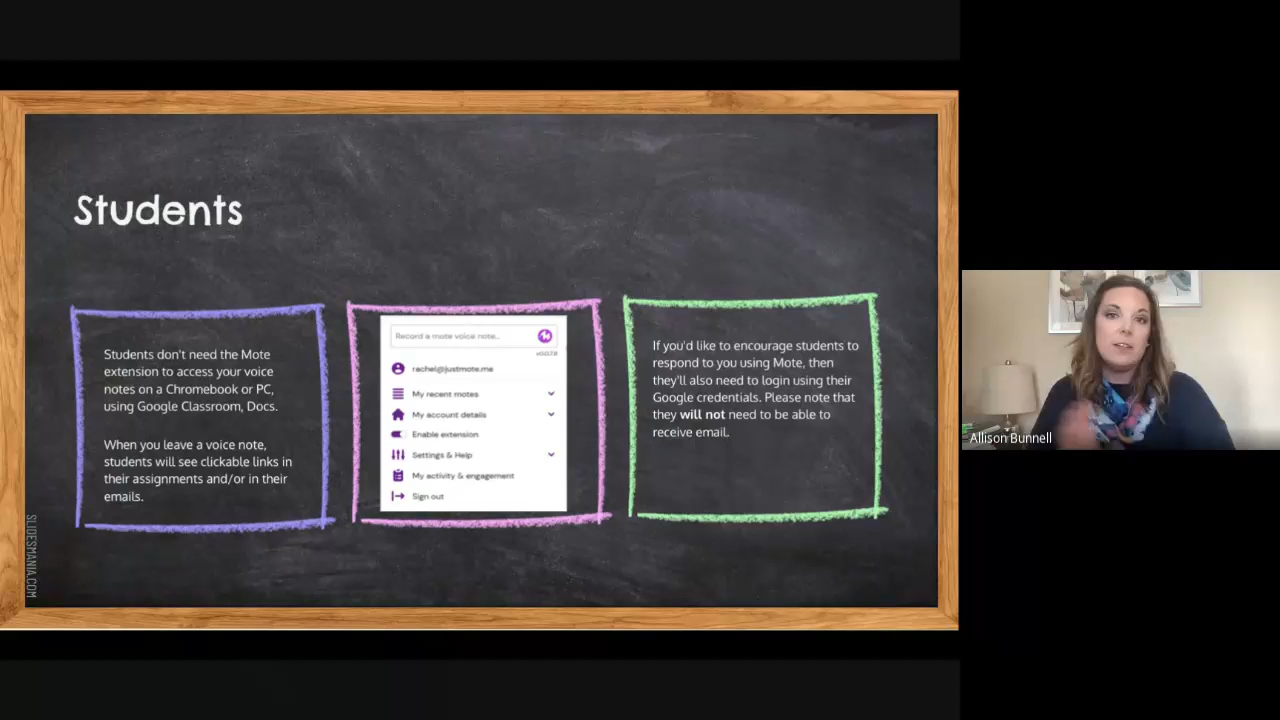 Students
Students don't need the Mote
extension to access your voice
notes on a Chromebook or PC,
using Google Classroom, Docs.
When you leave a voice note,
students will see clickable links in
their assignments and/or in their
emails.
Record a mote voice note...
rachel@justmote.me
My recent motes
My account details
Enable extension
Settings & Help
My activity & engagement
Sign out
If you'd like to encourage students to
respond to you using Mote, then
they'll also need to login using their
Google credentials. Please note that
they will not need to be able to
receive email.
SLIDESMANIA.COM
Allison Bunnell